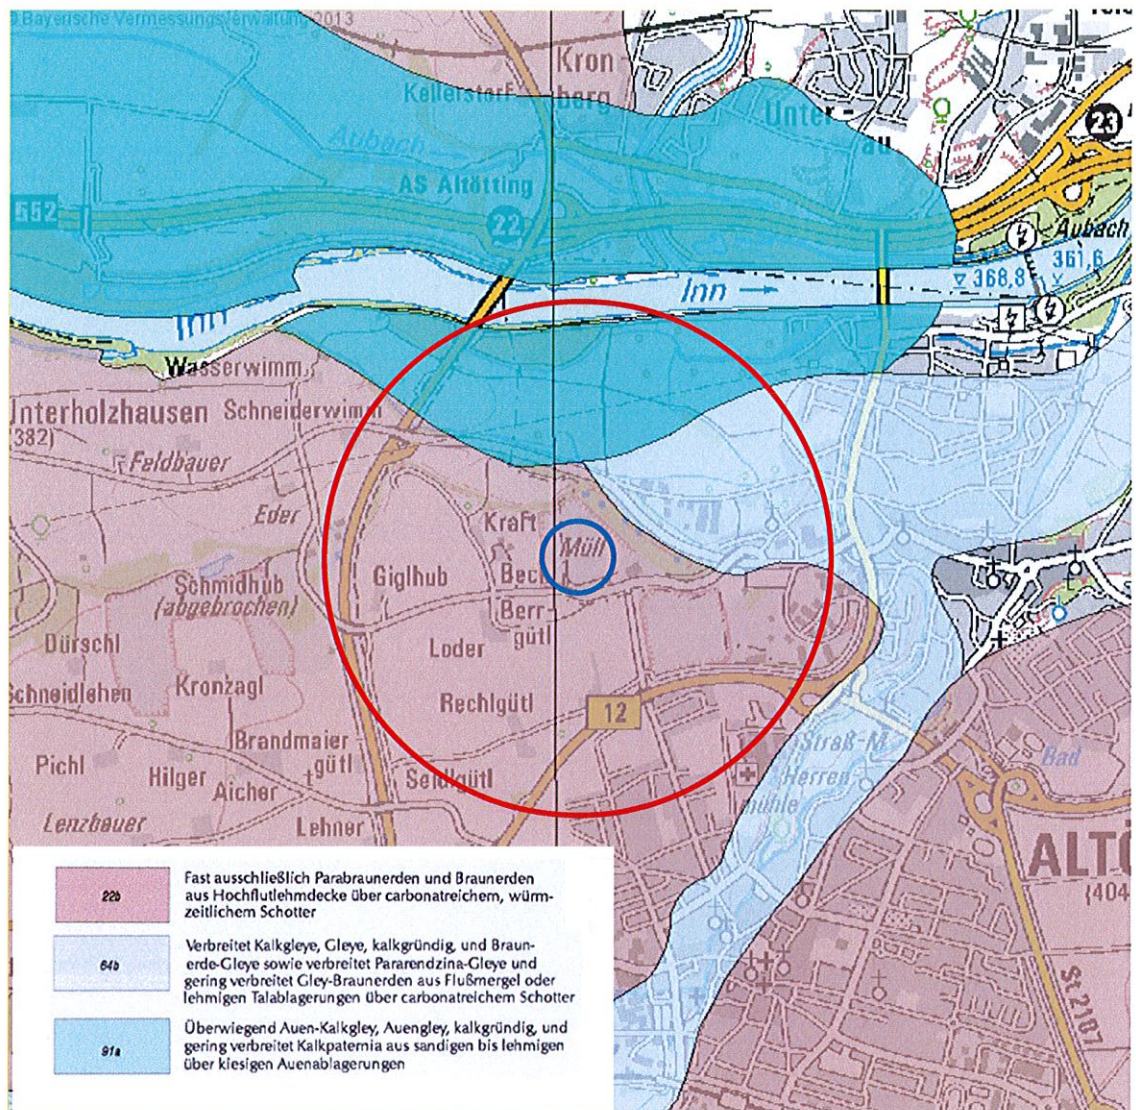 © Bayerische Vermessungsverwaltung 2013
Kron
berg
Kellerstorf
Unter-
au
23
AS Altötting
22
Aubach
361,6
368,8
Inn
Wasserwimm
Unterholzhausen
Schneiderwimm
(382)
Feldbauer
Eder
Kraft
Müll
Schmidhub
(abgebrochen)
Giglhub
Beck
Berr-
gütl
Dürschl
Loder
Schneidlehen
Kronzagl
Rechlgütl
12
Brandmaier
gütl
Straß-M
Bad
Pichl
Hilger
Aicher
Seidlgütl
Herren
mühle
Lenzbauer
Lehner
ALTÖ
(404
St 2107
22b
Fast ausschließlich Parabraunerden und Braunerden
aus Hochflutlehmdecke über carbonatreichem, würm-
zeitlichem Schotter
64b
Verbreitet Kalkgleye, Gleye, kalkgründig, und Braun-
erde-Gleye sowie verbreitet Pararendzina-Gleye und
gering verbreitet Gley-Braunerden aus Flußmergel oder
lehmigen Talablagerungen über carbonatreichem Schotter
91a
Überwiegend Auen-Kalkgley, Auengley, kalkgründig, und
gering verbreitet Kalkpaternia aus sandigen bis lehmigen
über kiesigen Auenablagerungen